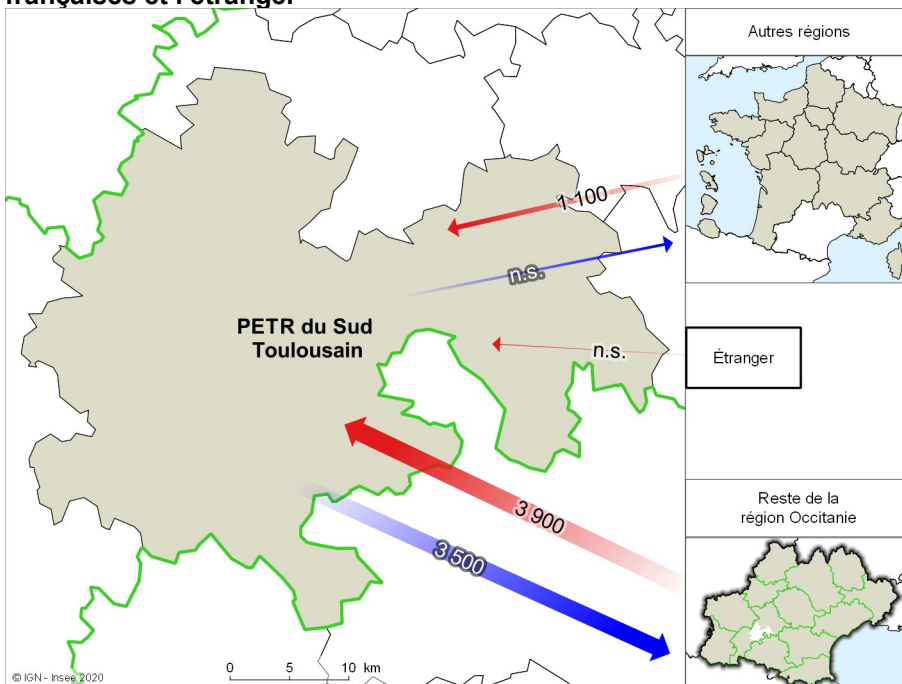 françaises et l'étranger
Autres régions
1 100
n.s.
PETR du Sud
Toulousain
n.s.
Étranger
3 900
3 500
Reste de la
région Occitanie
0 5 10 km
© IGN - Insee 2020